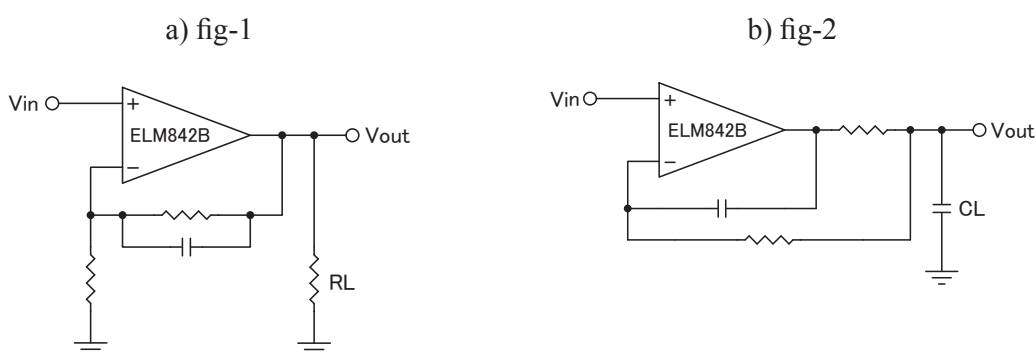 a) fig-1
Vin
+
ELM842B
−
Vout
RL
b) fig-2
Vin
+
ELM842B
−
Vout
CL